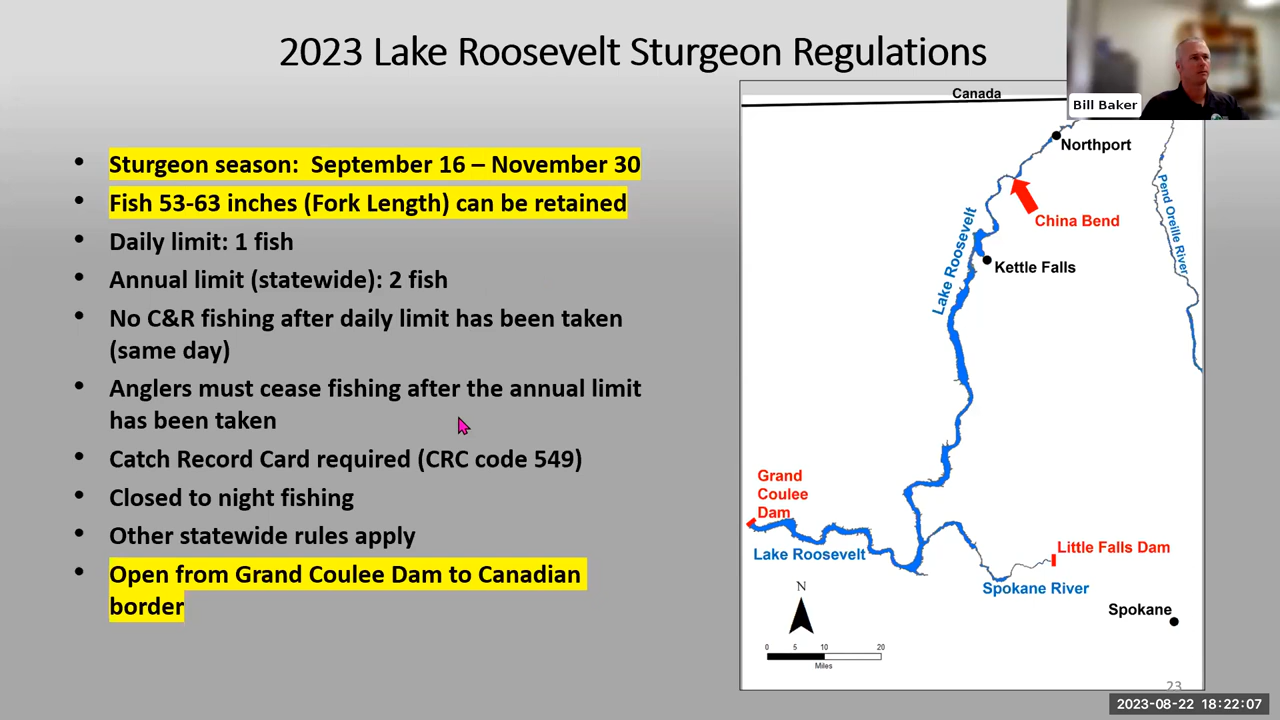 2023 Lake Roosevelt Sturgeon Regulations
• Sturgeon season: September 16 – November 30
• Fish 53-63 inches (Fork Length) can be retained
• Daily limit: 1 fish
• Annual limit (statewide): 2 fish
• No C&R fishing after daily limit has been taken
(same day)
• Anglers must cease fishing after the annual limit
has been taken
• Catch Record Card required (CRC code 549)
• Closed to night fishing
• Other statewide rules apply
• Open from Grand Coulee Dam to Canadian
border
Canada
Bill Baker
Northport
Pend Oreille River
China Bend
Lake Roosevelt
Kettle Falls
Grand
Coulee
Dam
Lake Roosevelt
Little Falls Dam
Spokane River
Spokane
N
0 5 10 20
Miles
23
2023-08-22 18:22:07